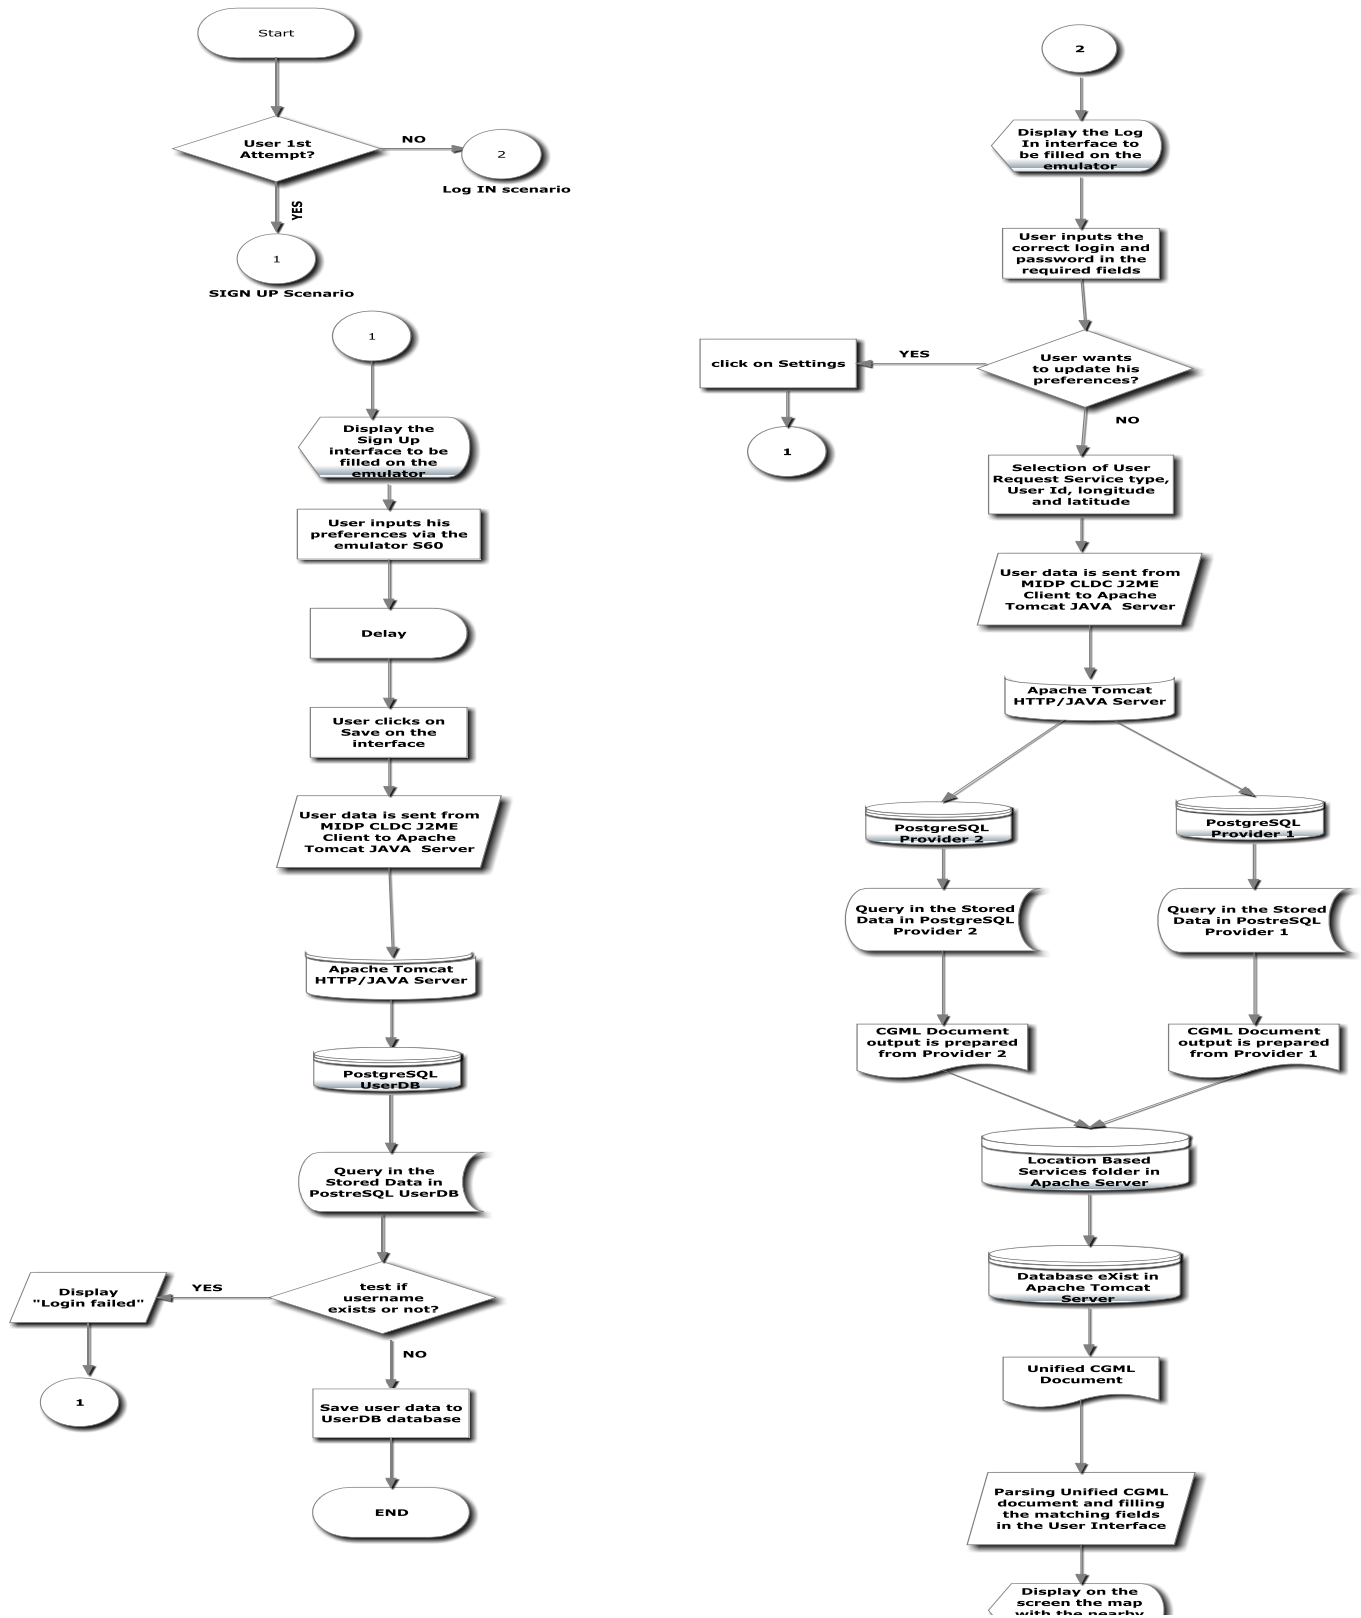 Start
User 1st
Attempt?
NO
2
Log IN scenario
YES
1
SIGN UP Scenario
1
Display the
Sign Up
interface to be
filled on the
emulator
User inputs his
preferences via the
emulator S60
Delay
User clicks on
Save on the
interface
User data is sent from
MIDP CLDC J2ME
Client to Apache
Tomcat JAVA Server
Apache Tomcat
HTTP/JAVA Server
PostgreSQL
UserDB
Query in the
Stored Data in
PostreSQL UserDB
test if
username
exists or not?
YES
Display
"Login failed"
1
NO
Save user data to
UserDB database
END
2
Display the Log
In interface to
be filled on the
emulator
User inputs the
correct login and
password in the
required fields
User wants
to update his
preferences?
YES
click on Settings
1
NO
Selection of User
Request Service type,
User Id, longitude
and latitude
User data is sent from
MIDP CLDC J2ME
Client to Apache
Tomcat JAVA Server
Apache Tomcat
HTTP/JAVA Server
PostgreSQL
Provider 2
PostgreSQL
Provider 1
Query in the Stored
Data in PostgreSQL
Provider 2
Query in the Stored
Data in PostreSQL
Provider 1
CGML Document
output is prepared
from Provider 2
CGML Document
output is prepared
from Provider 1
Location Based
Services folder in
Apache Server
Database eXist in
Apache Tomcat
Server
Unified CGML
Document
Parsing Unified CGML
document and filling
the matching fields
in the User Interface
Display on the
screen the map
with the nearby